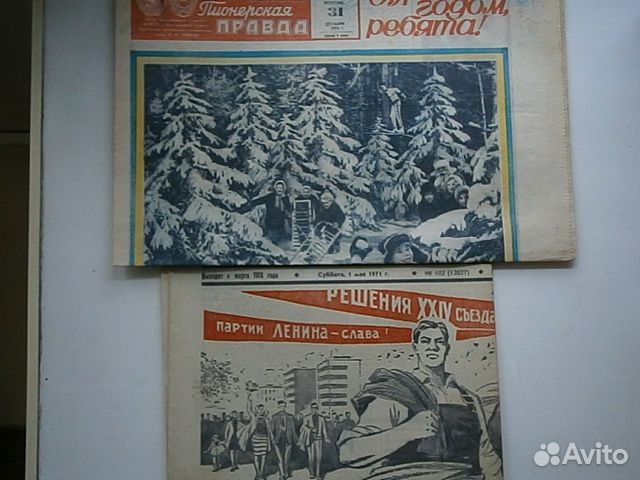 Пионерская
ПРАВДА
31
годом,
ребята!
Выходит с марта 1918 года
Суббота, 1 мая 1971 г.
№ 102 (13037)
РЕШЕНИЯ XXIV СЪЕЗДА
ПАРТИИ ЛЕНИНА – СЛАВА!
Avito